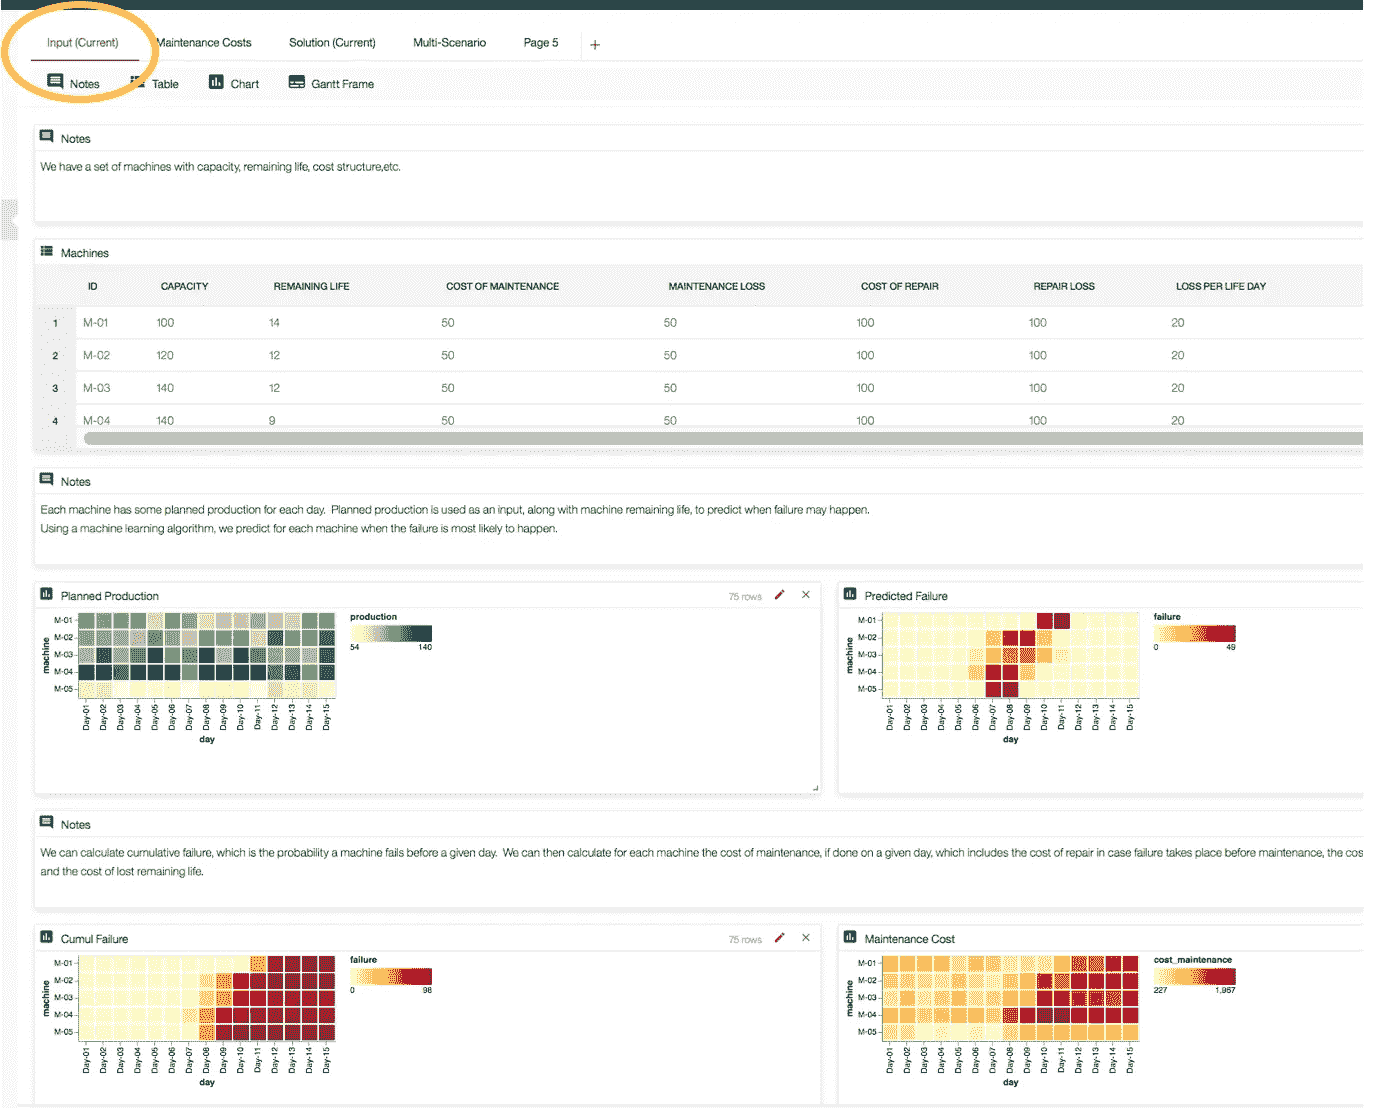 Input (Current) Maintenance Costs Solution (Current) Multi-Scenario Page 5 +
Notes Table Chart Gantt Frame
Notes
We have a set of machines with capacity, remaining life, cost structure,etc.
Machines
ID CAPACITY REMAINING LIFE COST OF MAINTENANCE MAINTENANCE LOSS COST OF REPAIR REPAIR LOSS LOSS PER LIFE DAY
1 M-01 100 14 50 50 100 100 20
2 M-02 120 12 50 50 100 100 20
3 M-03 140 12 50 50 100 100 20
4 M-04 140 9 50 50 100 100 20
Notes
Each machine has some planned production for each day. Planned production is used as an input, along with machine remaining life, to predict when failure may happen.
Using a machine learning algorithm, we predict for each machine when the failure is most likely to happen.
Planned Production 75 rows
machine
M-01
M-02
M-03
M-04
M-05
Day-01 Day-02 Day-03 Day-04 Day-05 Day-06 Day-07 Day-08 Day-09 Day-10 Day-11 Day-12 Day-13 Day-14 Day-15
day
production
54 140
Predicted Failure
machine
M-01
M-02
M-03
M-04
M-05
Day-01 Day-02 Day-03 Day-04 Day-05 Day-06 Day-07 Day-08 Day-09 Day-10 Day-11 Day-12 Day-13 Day-14 Day-15
day
failure
0 49
Notes
We can calculate cumulative failure, which is the probability a machine fails before a given day. We can then calculate for each machine the cost of maintenance, if done on a given day, which includes the cost of repair in case failure takes place before maintenance, the cos
and the cost of lost remaining life.
Cumul Failure 75 rows
machine
M-01
M-02
M-03
M-04
M-05
Day-01 Day-02 Day-03 Day-04 Day-05 Day-06 Day-07 Day-08 Day-09 Day-10 Day-11 Day-12 Day-13 Day-14 Day-15
day
failure
0 98
Maintenance Cost
machine
M-01
M-02
M-03
M-04
M-05
Day-01 Day-02 Day-03 Day-04 Day-05 Day-06 Day-07 Day-08 Day-09 Day-10 Day-11 Day-12 Day-13 Day-14 Day-15
day
cost_maintenance
227 1,967